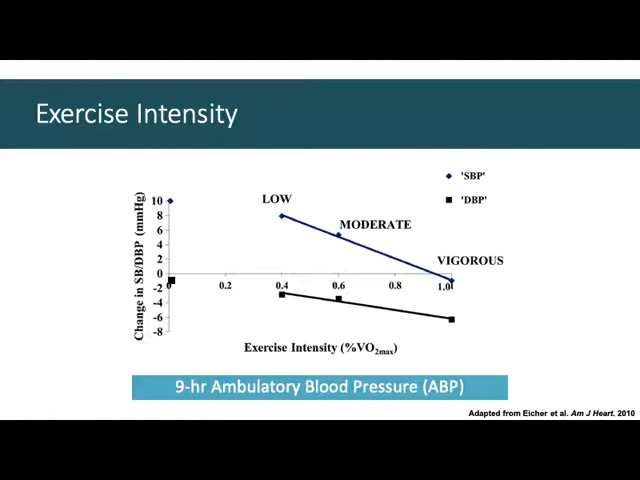 Exercise Intensity
'SBP'
'DBP'
LOW
MODERATE
VIGOROUS
Change in SB/DBP (mmHg)
10
8
6
4
2
0
-2
-4
-6
-8
0 0.2 0.4 0.6 0.8 1.0
Exercise Intensity (%VO2max)
9-hr Ambulatory Blood Pressure (ABP)
Adapted from Eicher et al. Am J Heart. 2010